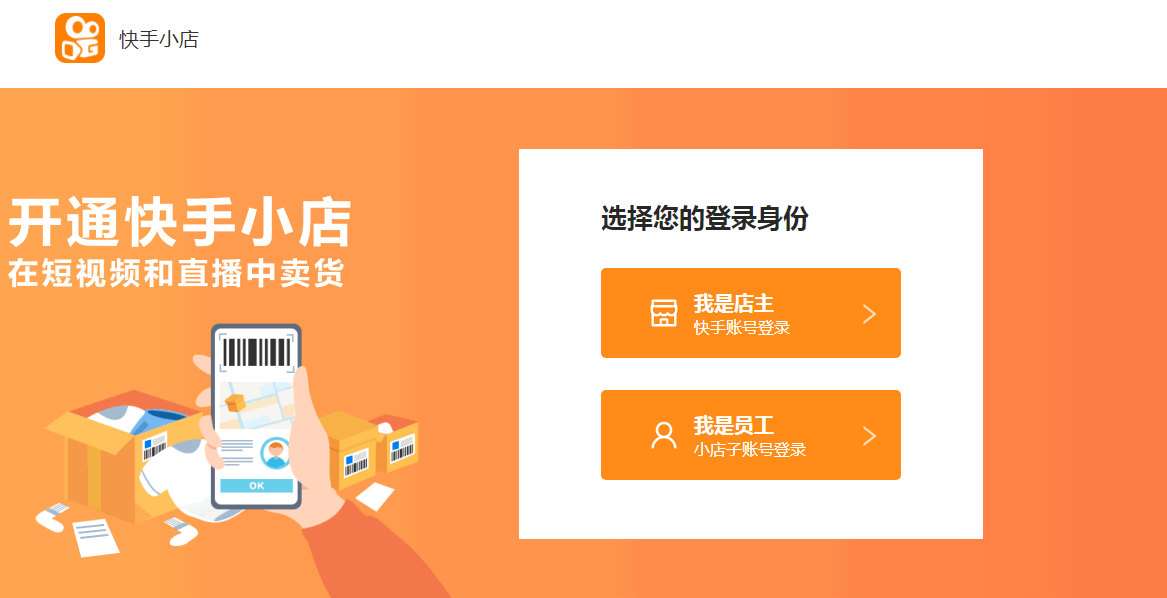 快手小店
开通快手小店
在短视频和直播中卖货
OK
选择您的登录身份
我是店主
快手账号登录
我是员工
小店子账号登录